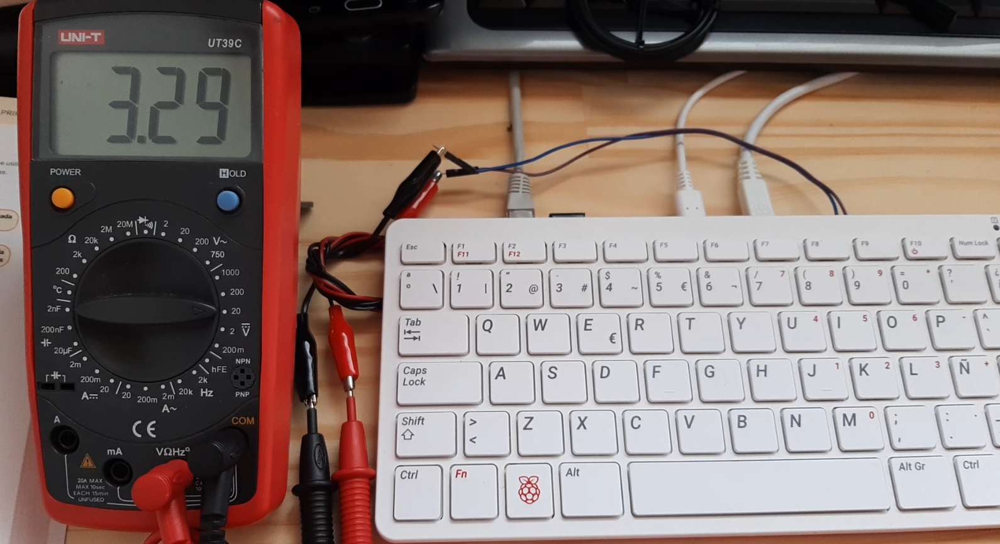 UNI-T
UT39C
3.29
PRI
POWER
HOLD
ada
20M
2
20
200 V~
750
1000
200
20
2 V
200m
hFE
2k
20k Hz
2m
A~
200m
20
20
A
200m
2m
20µF
200nF
2nF
°C
200
2k
20k
Ω
2M
NPN
PNP
CE
A
COM
mA
VΩHz°
20A MAX
MAX 10sec
EACH 15min
UNFUSED
Esc
F1 F11
F2 F12
F3
F4
F5
F6
F7
F8
F9
F10
Num Lock
ª º \
! 1 |
" 2 @
· 3 #
$ 4 ~
% 5 €
& 6 ¬
/ 7 7
( 8 8
) 9 9
= 0 *
? '
Tab Q W E € R T Y U 4 I 5 O 6 P - ^ `
Caps Lock A S D F G H J 1 K 2 L 3 Ñ +
Shift > < Z X C V B N M 0 ; , : . -
Ctrl Fn Alt Alt Gr Ctrl